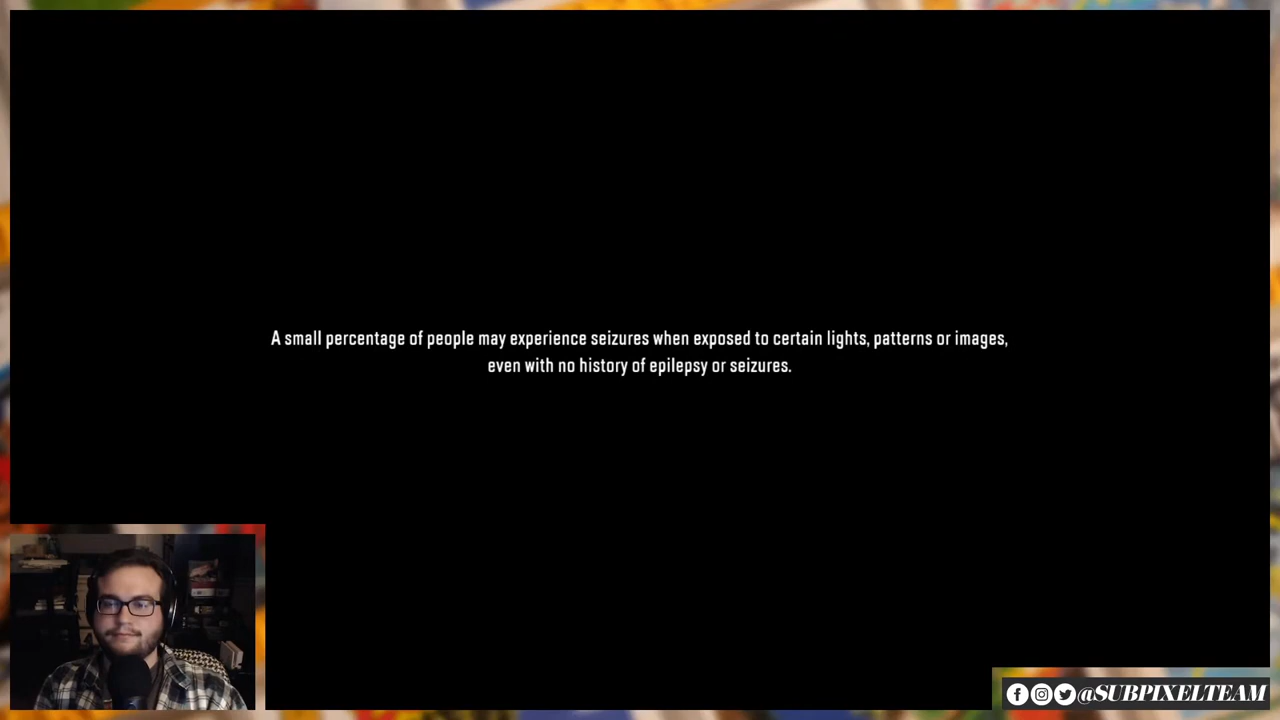 A small percentage of people may experience seizures when exposed to certain lights, patterns or images,
even with no history of epilepsy or seizures.
@SUBPIXELTEAM